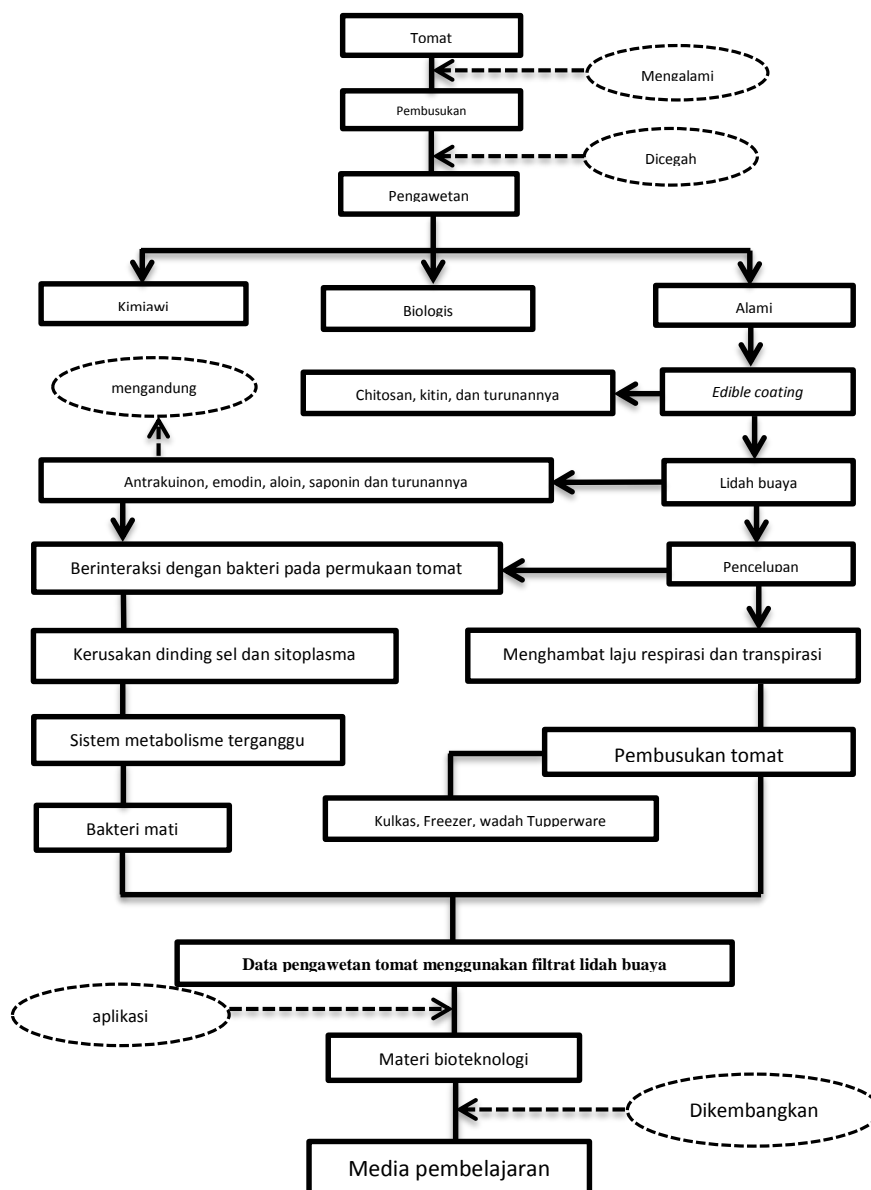 Tomat
Mengalami
Pembusukan
Dicegah
Pengawetan
Kimiawi
Biologis
Alami
mengandung
Chitosan, kitin, dan turunannya
Edible coating
Antrakuinon, emodin, aloin, saponin dan turunannya
Lidah buaya
Berinteraksi dengan bakteri pada permukaan tomat
Pencelupan
Kerusakan dinding sel dan sitoplasma
Menghambat laju respirasi dan transpirasi
Sistem metabolisme terganggu
Pembusukan tomat
Kulkas, Freezer, wadah Tupperware
Bakteri mati
Data pengawetan tomat menggunakan filtrat lidah buaya
aplikasi
Materi bioteknologi
Dikembangkan
Media pembelajaran